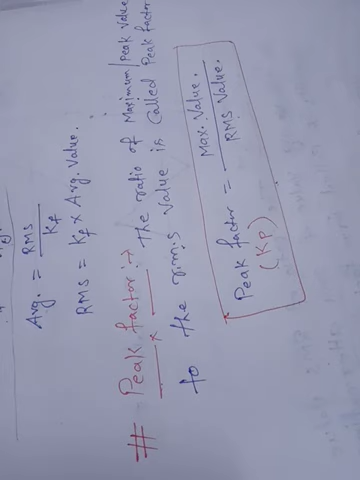 Avg. = RMS / Kf
RMS = Kf × Avg. Value.
# Peak factor :→ the ratio of Maximum/Peak Value
to the r.m.s value is Called Peak factor
Peak factor = Max. Value. / RMS Value.
(KP)